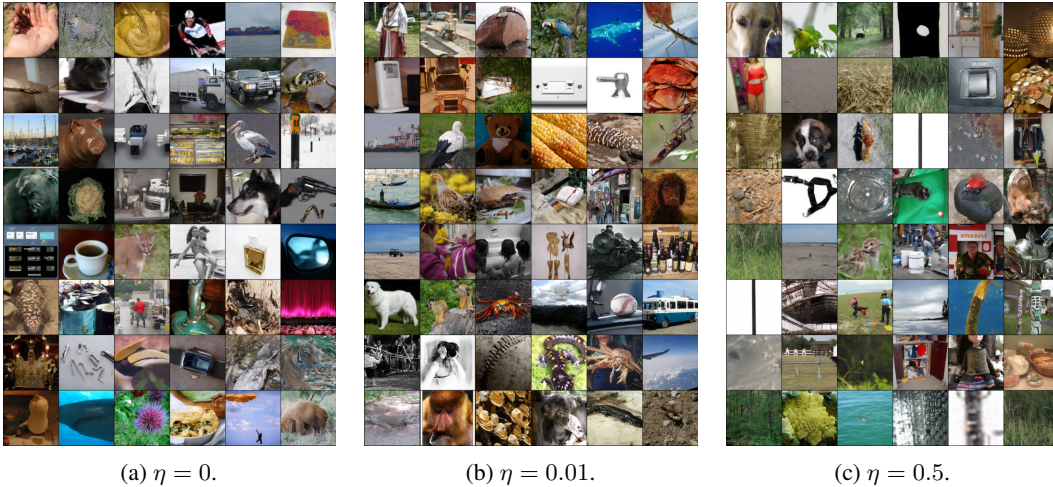 (a) η = 0.
(b) η = 0.01.
(c) η = 0.5.